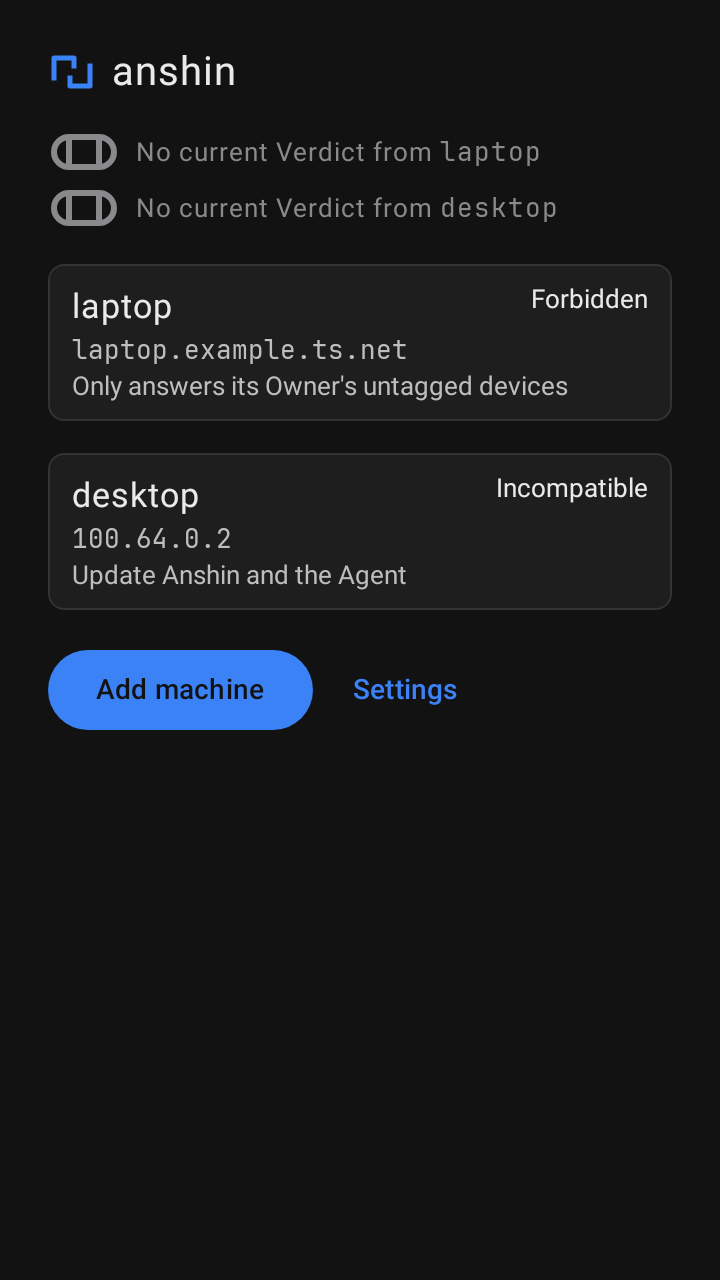 anshin
No current Verdict from laptop
No current Verdict from desktop
laptop
Forbidden
laptop.example.ts.net
Only answers its Owner's untagged devices
desktop
Incompatible
100.64.0.2
Update Anshin and the Agent
Add machine
Settings